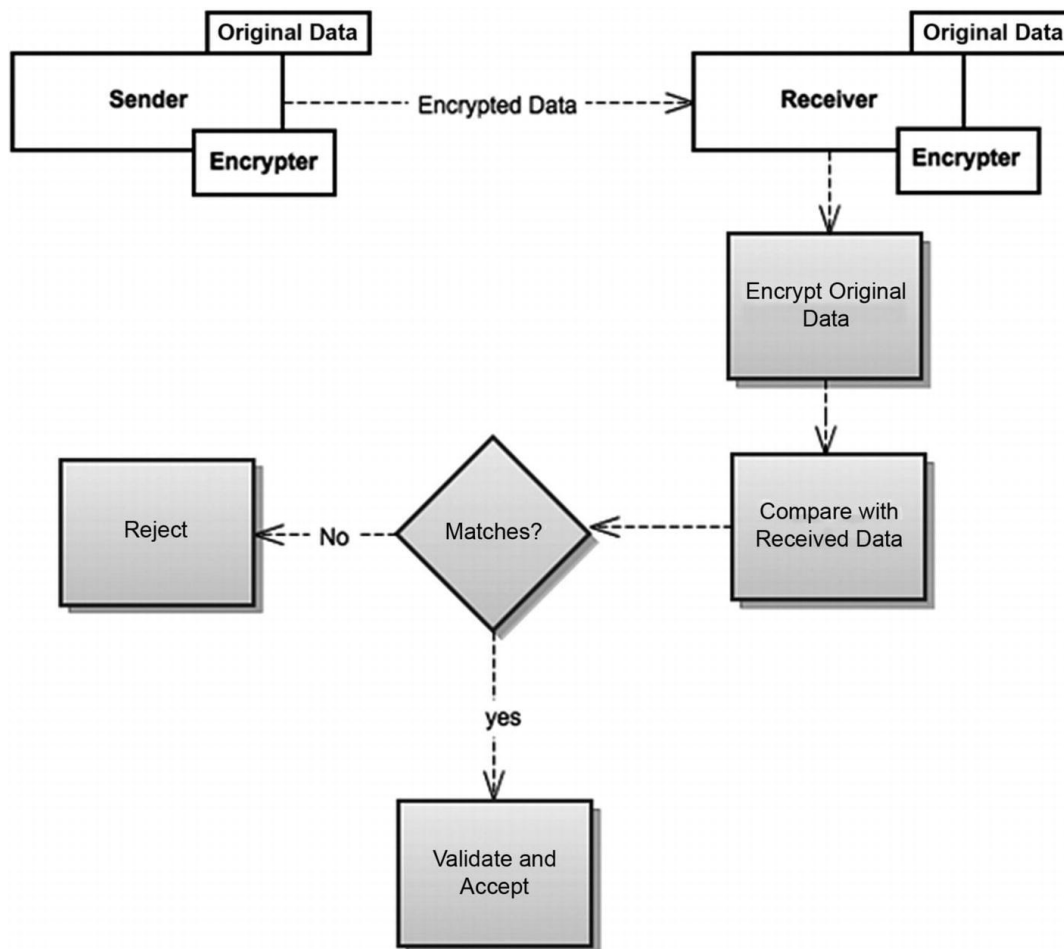 Original Data
Original Data
Sender
Encrypted Data
Receiver
Encrypter
Encrypter
Encrypt Original
Data
Compare with
Received Data
Matches?
No
Reject
yes
Validate and
Accept